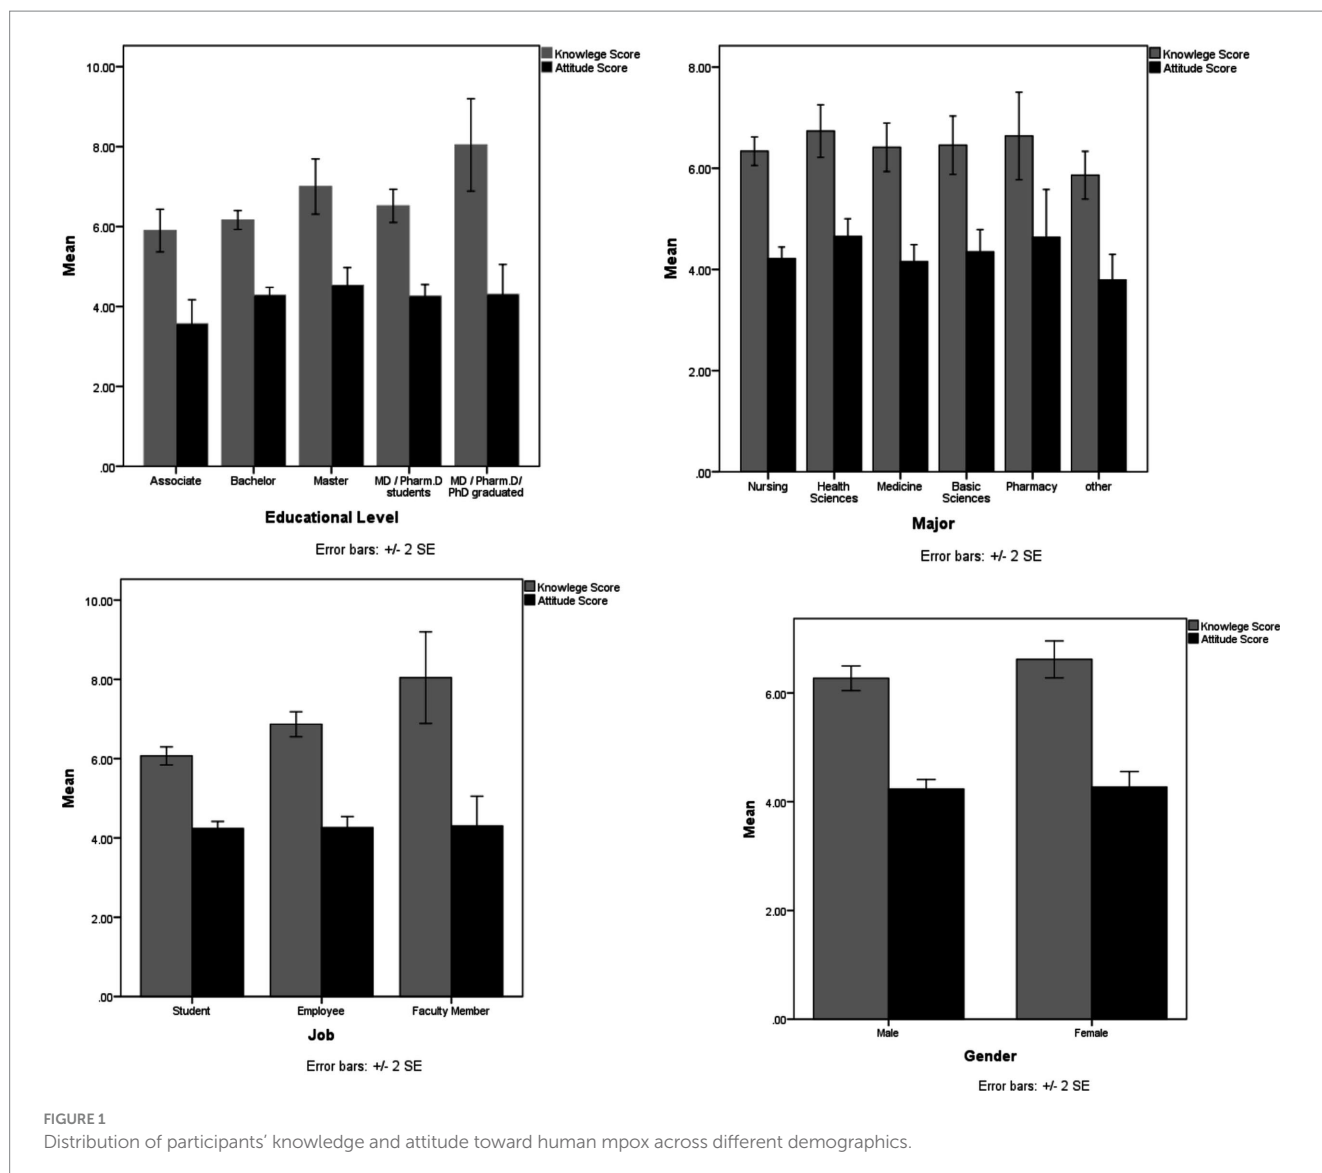 Knowlege Score
Attitude Score
10.00
8.00
6.00
4.00
2.00
.00
Mean
Associate
Bachelor
Master
MD / Pharm.D
students
MD / Pharm.D/
PhD graduated
Educational Level
Error bars: +/- 2 SE
Knowlege Score
Attitude Score
8.00
6.00
4.00
2.00
.00
Mean
Nursing
Health
Sciences
Medicine
Basic
Sciences
Pharmacy
other
Major
Error bars: +/- 2 SE
Knowlege Score
Attitude Score
10.00
8.00
6.00
4.00
2.00
.00
Mean
Student
Employee
Faculty Member
Job
Error bars: +/- 2 SE
Knowlege Score
Attitude Score
6.00
4.00
2.00
.00
Mean
Male
Female
Gender
Error bars: +/- 2 SE
FIGURE 1
Distribution of participants’ knowledge and attitude toward human mpox across different demographics.